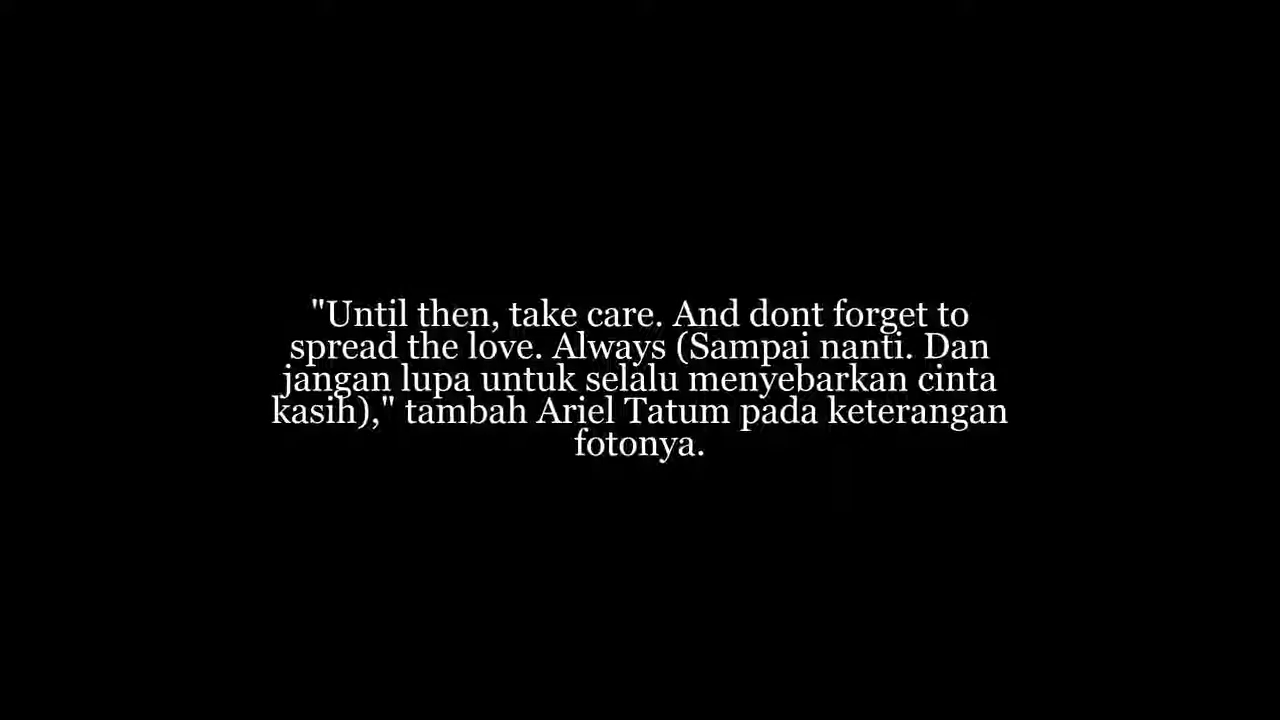 "Until then, take care. And dont forget to
spread the love. Always (Sampai nanti. Dan
jangan lupa untuk selalu menyebarkan cinta
kasih)," tambah Ariel Tatum pada keterangan
fotonya.